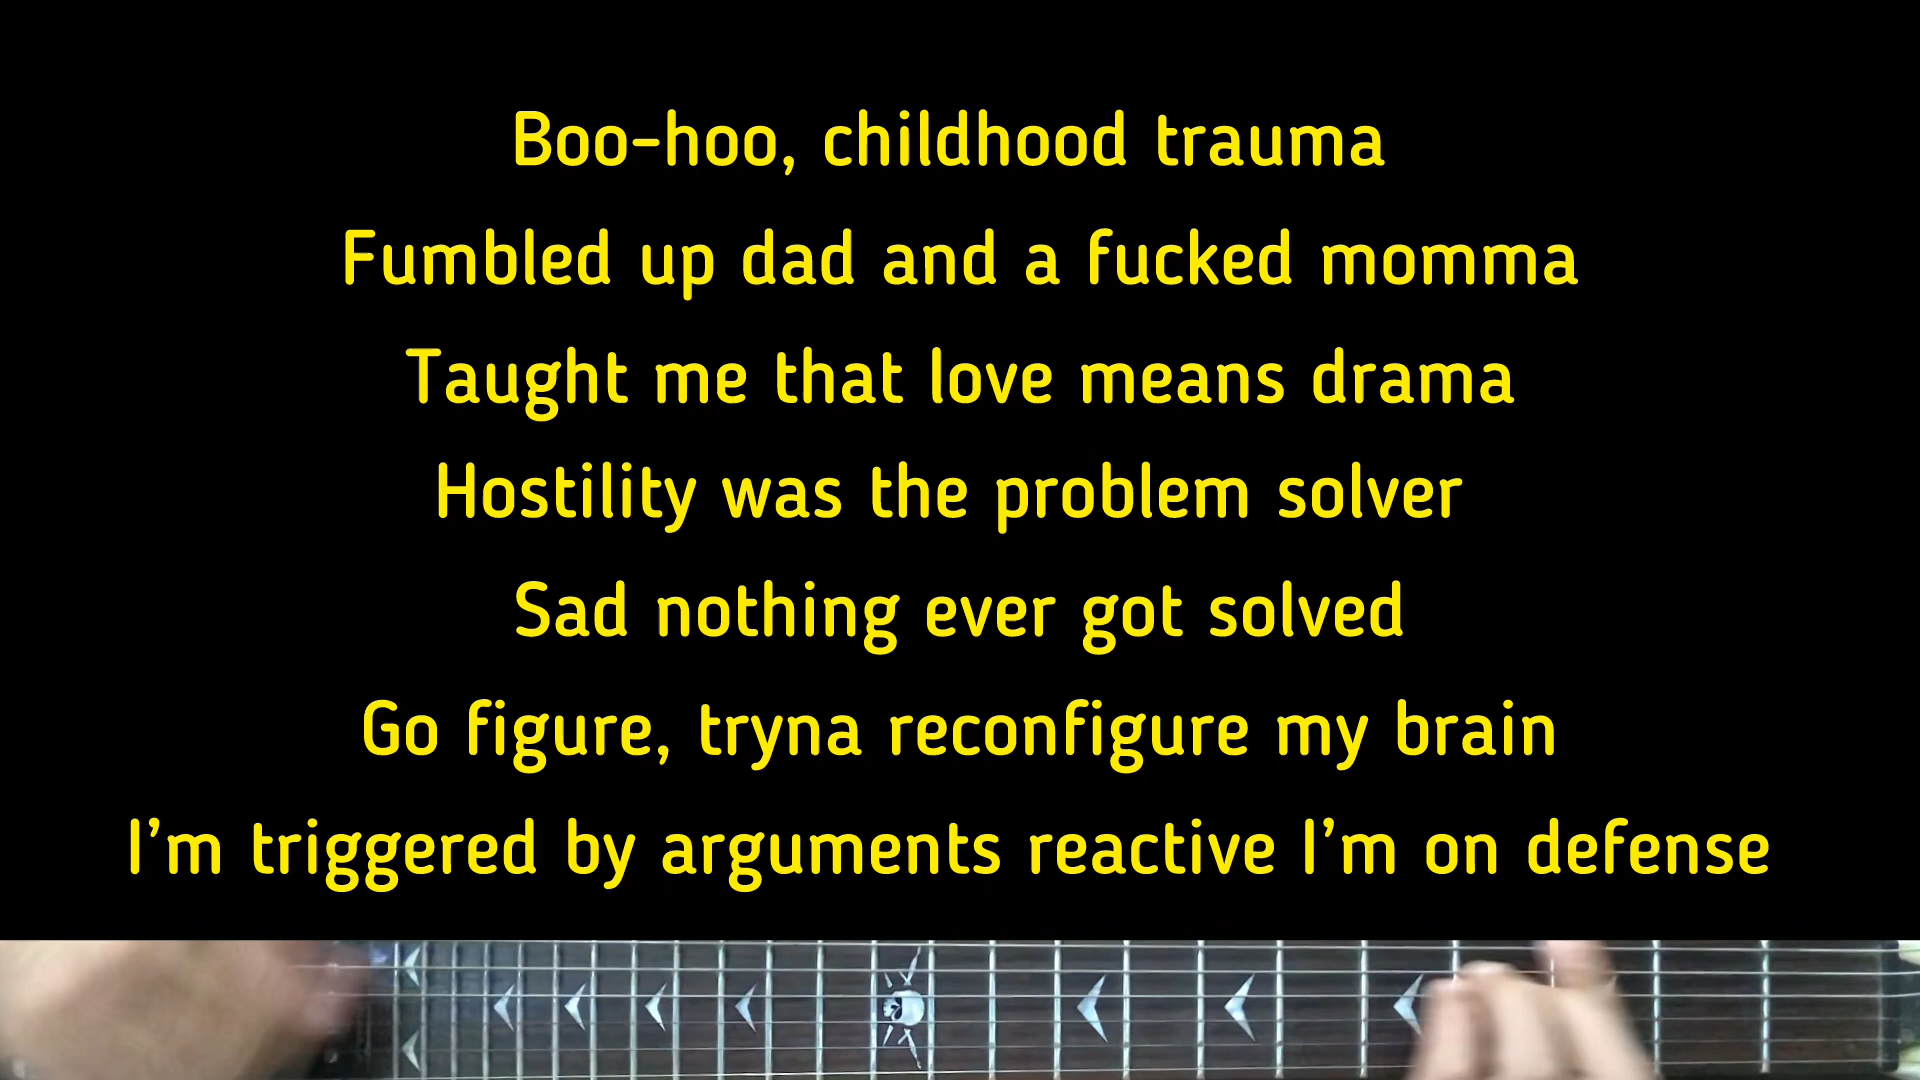 Boo-hoo, childhood trauma
Fumbled up dad and a fucked momma
Taught me that love means drama
Hostility was the problem solver
Sad nothing ever got solved
Go figure, tryna reconfigure my brain
I’m triggered by arguments reactive I’m on defense